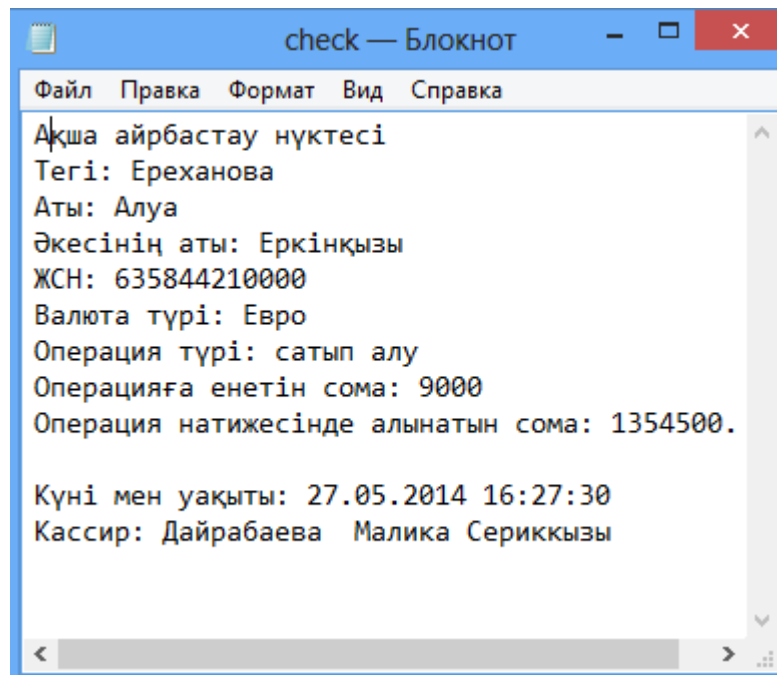 check — Блокнот
Файл Правка Формат Вид Справка
Ақша айрбастау нүктесі
Тегі: Ереханова
Аты: Алуа
Әкесінің аты: Еркінқызы
ЖСН: 635844210000
Валюта түрі: Евро
Операция түрі: сатып алу
Операцияға енетін сома: 9000
Операция натижесінде алынатын сома: 1354500.
Күні мен уақыты: 27.05.2014 16:27:30
Кассир: Дайрабаева  Малика Сериккызы